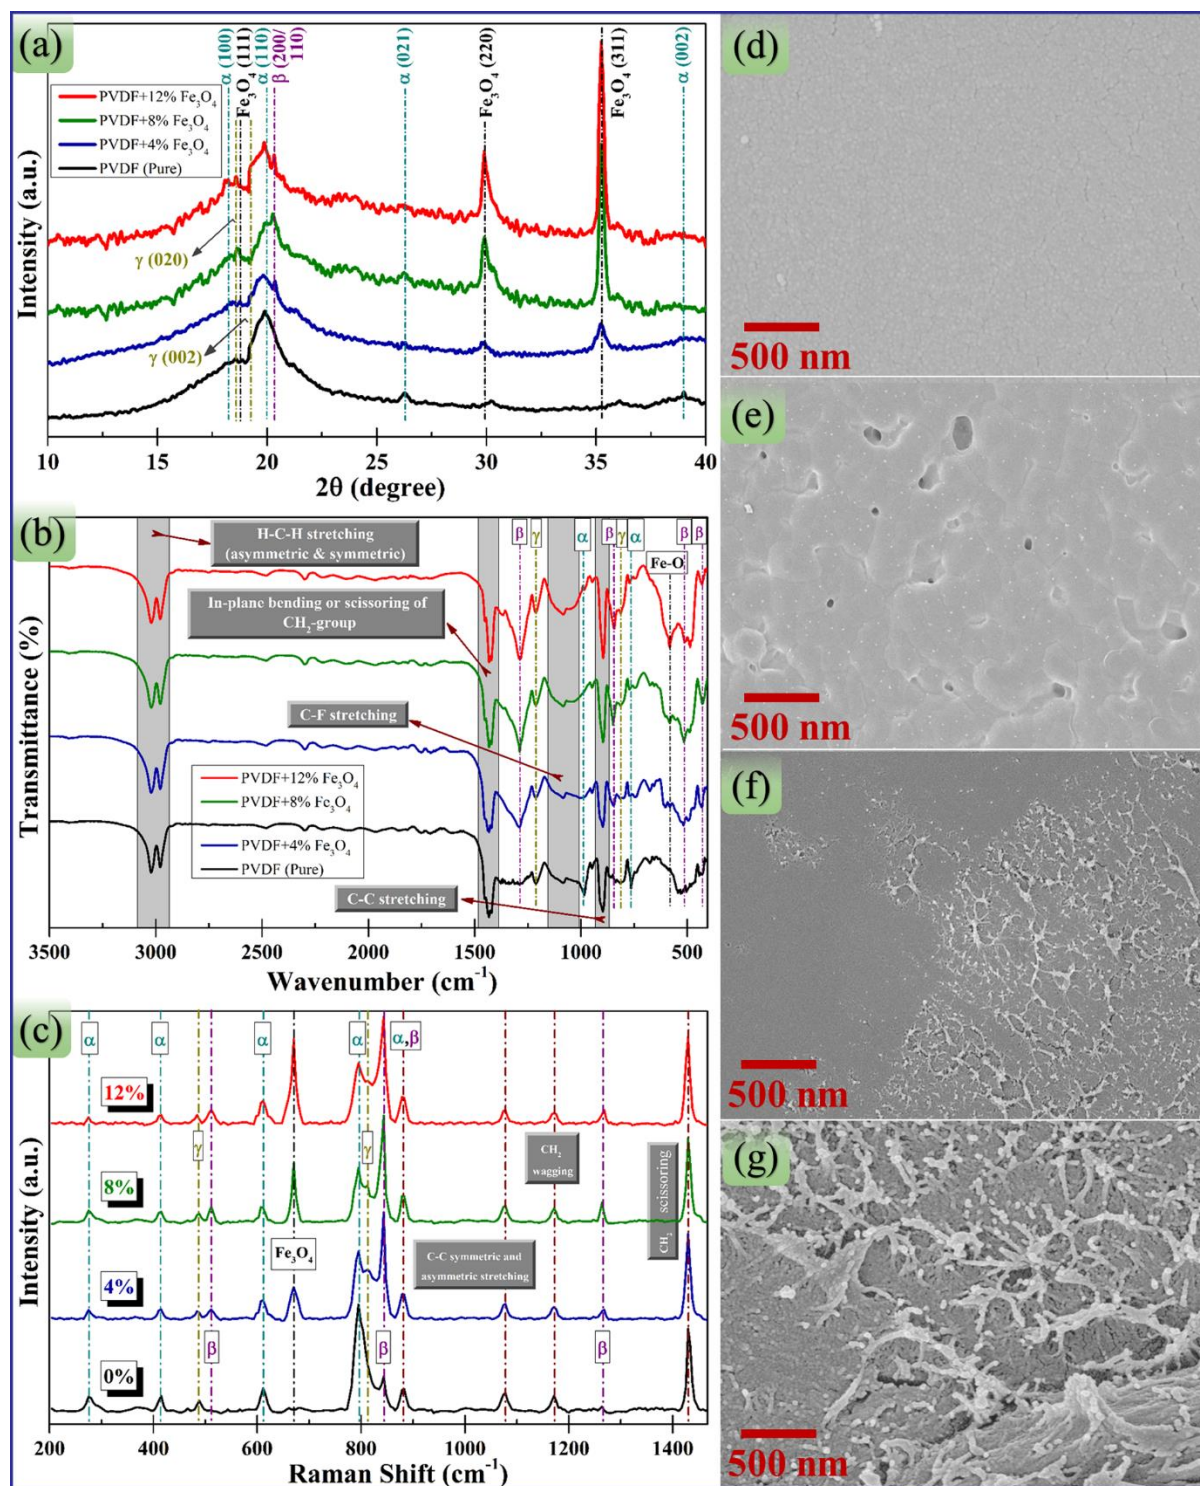 (a)
α (100)
Fe₃O₄ (111)
α (110)
β (200/
110)
α (021)
Fe₃O₄ (220)
Fe₃O₄ (311)
α (002)
PVDF+12% Fe₃O₄
PVDF+8% Fe₃O₄
PVDF+4% Fe₃O₄
PVDF (Pure)
γ (020)
γ (002)
Intensity (a.u.)
10 15 20 25 30 35 40
2θ (degree)
(b)
H-C-H stretching
(asymmetric & symmetric)
β γ α β γ α β β
Fe-O
In-plane bending or scissoring of
CH₂-group
C-F stretching
PVDF+12% Fe₃O₄
PVDF+8% Fe₃O₄
PVDF+4% Fe₃O₄
PVDF (Pure)
C-C stretching
Transmittance (%)
3500 3000 2500 2000 1500 1000 500
Wavenumber (cm⁻¹)
(c)
α α α α α,β
12%
γ γ
CH₂
wagging
CH₂ scissoring
8%
Fe₃O₄
C-C symmetric and
asymmetric stretching
4%
β β β
0%
Intensity (a.u.)
200 400 600 800 1000 1200 1400
Raman Shift (cm⁻¹)
(d)
500 nm
(e)
500 nm
(f)
500 nm
(g)
500 nm